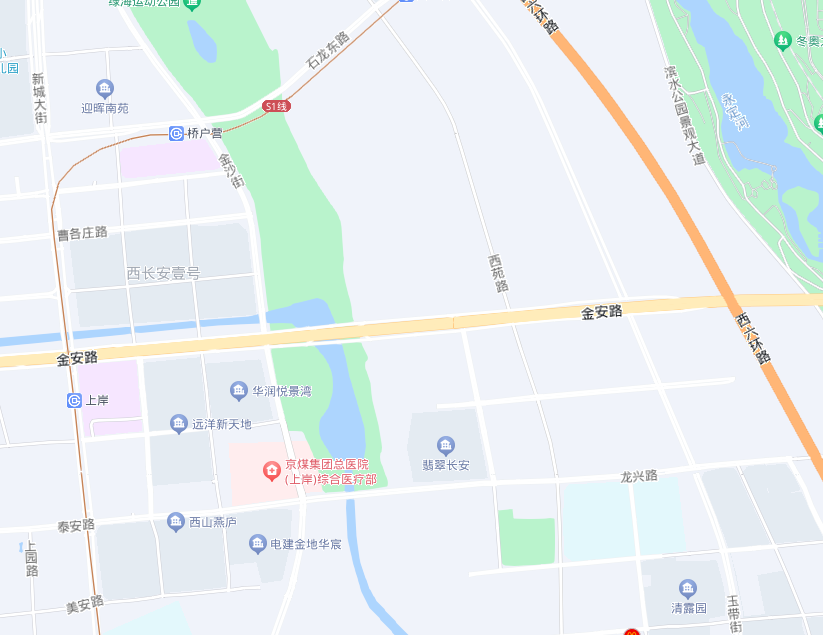 绿海运动公园
西六环路
石龙东路
冬奥
小
儿园
新城大街
迎晖南苑
S1线
桥户营
滨水公园景观大道
永定河
金沙街
曹各庄路
西长安壹号
西苑路
金安路
西六环路
金安路
上岸
华润悦景湾
远洋新天地
翡翠长安
京煤集团总医院
(上岸)综合医疗部
龙兴路
泰安路
西山燕庐
电建金地华宸
上园路
美安路
清露园
玉带街